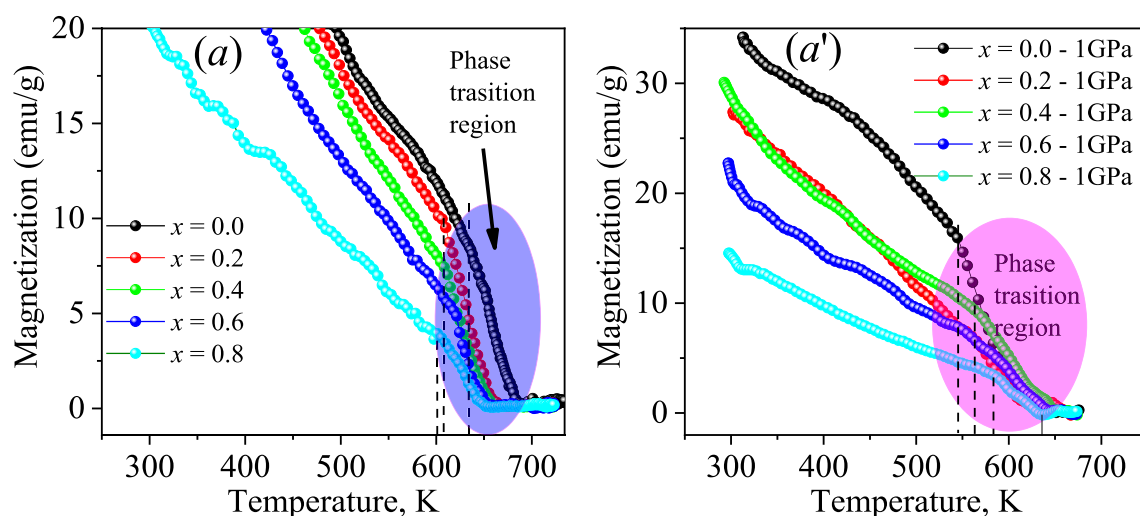 (a)
Phase
trasition
region
x = 0.0
x = 0.2
x = 0.4
x = 0.6
x = 0.8
Magnetization (emu/g)
20
15
10
5
0
300 400 500 600 700
Temperature, K
(a')
x = 0.0 - 1GPa
x = 0.2 - 1GPa
x = 0.4 - 1GPa
x = 0.6 - 1GPa
x = 0.8 - 1GPa
Phase
trasition
region
Magnetization (emu/g)
30
20
10
0
300 400 500 600 700
Temperature, K